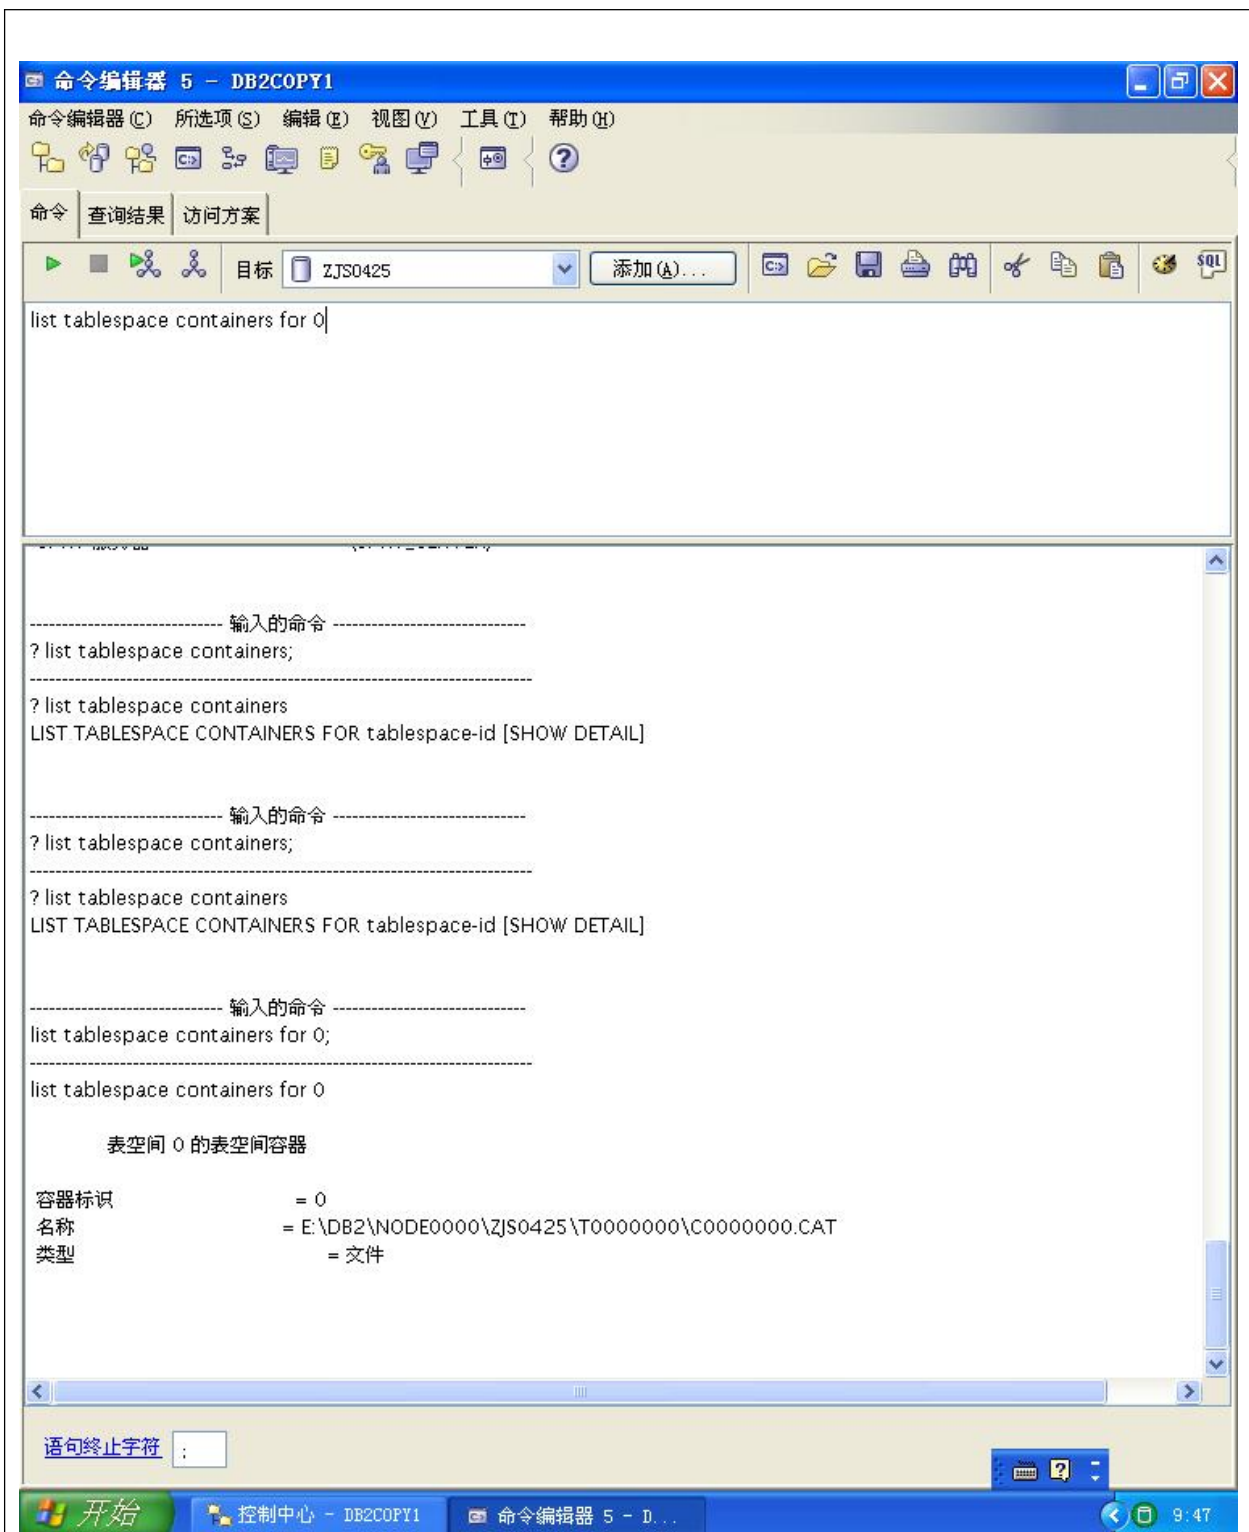 命令编辑器 5 - DB2COPY1
命令编辑器(C) 所选项(S) 编辑(E) 视图(V) 工具(T) 帮助(H)
命令 查询结果 访问方案
目标 ZJS0425 添加(A)... SQL
list tablespace containers for 0
---------------------------- 输入的命令 ----------------------------
? list tablespace containers;
------------------------------------------------------------------------------
? list tablespace containers
LIST TABLESPACE CONTAINERS FOR tablespace-id [SHOW DETAIL]
---------------------------- 输入的命令 ----------------------------
? list tablespace containers;
------------------------------------------------------------------------------
? list tablespace containers
LIST TABLESPACE CONTAINERS FOR tablespace-id [SHOW DETAIL]
---------------------------- 输入的命令 ----------------------------
list tablespace containers for 0;
------------------------------------------------------------------------------
list tablespace containers for 0
表空间 0 的表空间容器
容器标识 = 0
名称 = E:\DB2\NODE0000\ZJS0425\T0000000\C0000000.CAT
类型 = 文件
语句终止字符 ;
开始 控制中心 - DB2COPY1 命令编辑器 5 - D... 9:47